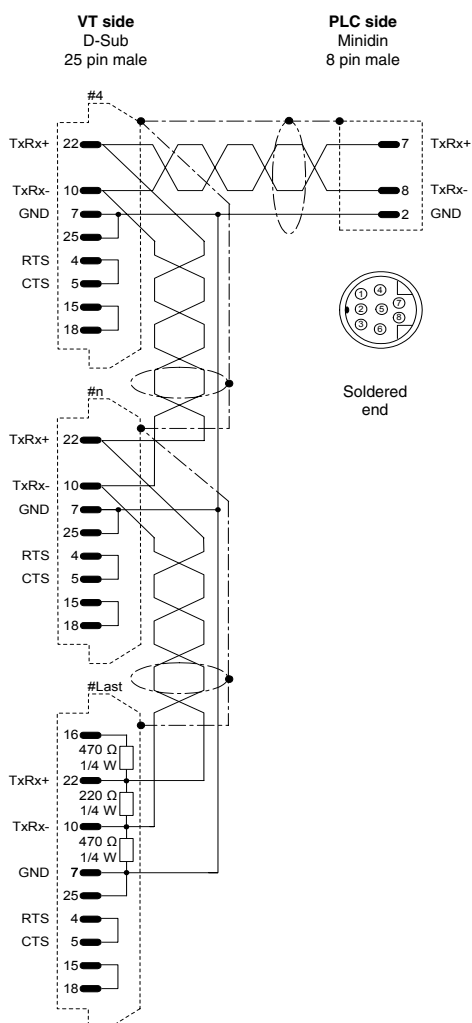 VT side
D-Sub
25 pin male
PLC side
Minidin
8 pin male
#4
TxRx+ 22
7 TxRx+
TxRx- 10
8 TxRx-
GND 7
2 GND
25
RTS 4
CTS 5
15
18
1 4 7
2 5 8
3 6
Soldered
end
#n
TxRx+ 22
TxRx- 10
GND 7
25
RTS 4
CTS 5
15
18
#Last
16
470 Ω
1/4 W
TxRx+ 22
220 Ω
1/4 W
TxRx- 10
470 Ω
1/4 W
GND 7
25
RTS 4
CTS 5
15
18